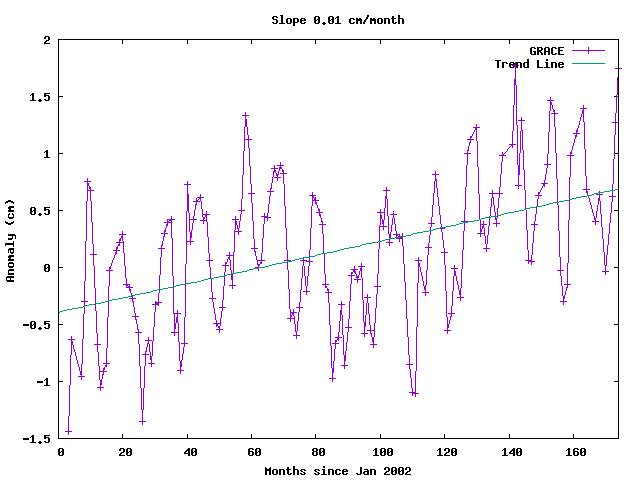 Slope 0.01 cm/month
GRACE
Trend Line
2
1.5
1
0.5
0
-0.5
-1
-1.5
Anomaly (cm)
0 20 40 60 80 100 120 140 160
Months since Jan 2002